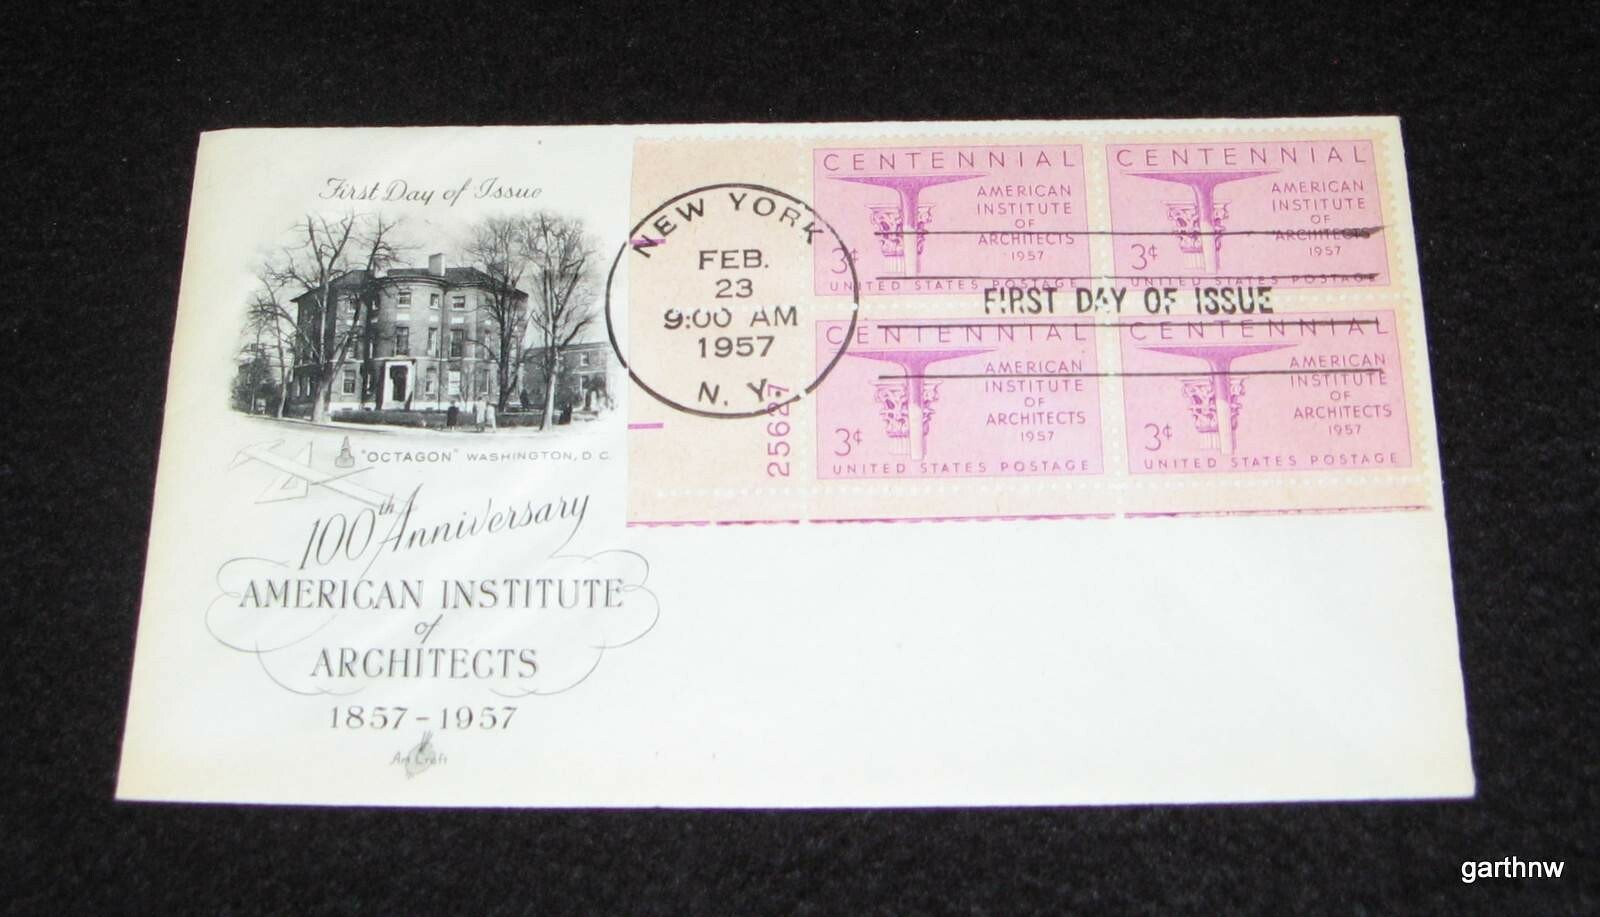 First Day of Issue
"OCTAGON" WASHINGTON, D.C.
100th Anniversary
AMERICAN INSTITUTE
of
ARCHITECTS
1857-1957
Art Craft
NEW YORK
FEB.
23
9:00 AM
1957
N.Y.
FIRST DAY OF ISSUE
CENTENNIAL
AMERICAN
INSTITUTE
OF
ARCHITECTS
1957
3¢
UNITED STATES POSTAGE
CENTENNIAL
AMERICAN
INSTITUTE
OF
ARCHITECTS
1957
3¢
UNITED STATES POSTAGE
CENTENNIAL
AMERICAN
INSTITUTE
OF
ARCHITECTS
1957
3¢
UNITED STATES POSTAGE
CENTENNIAL
AMERICAN
INSTITUTE
OF
ARCHITECTS
1957
3¢
UNITED STATES POSTAGE
garthnw